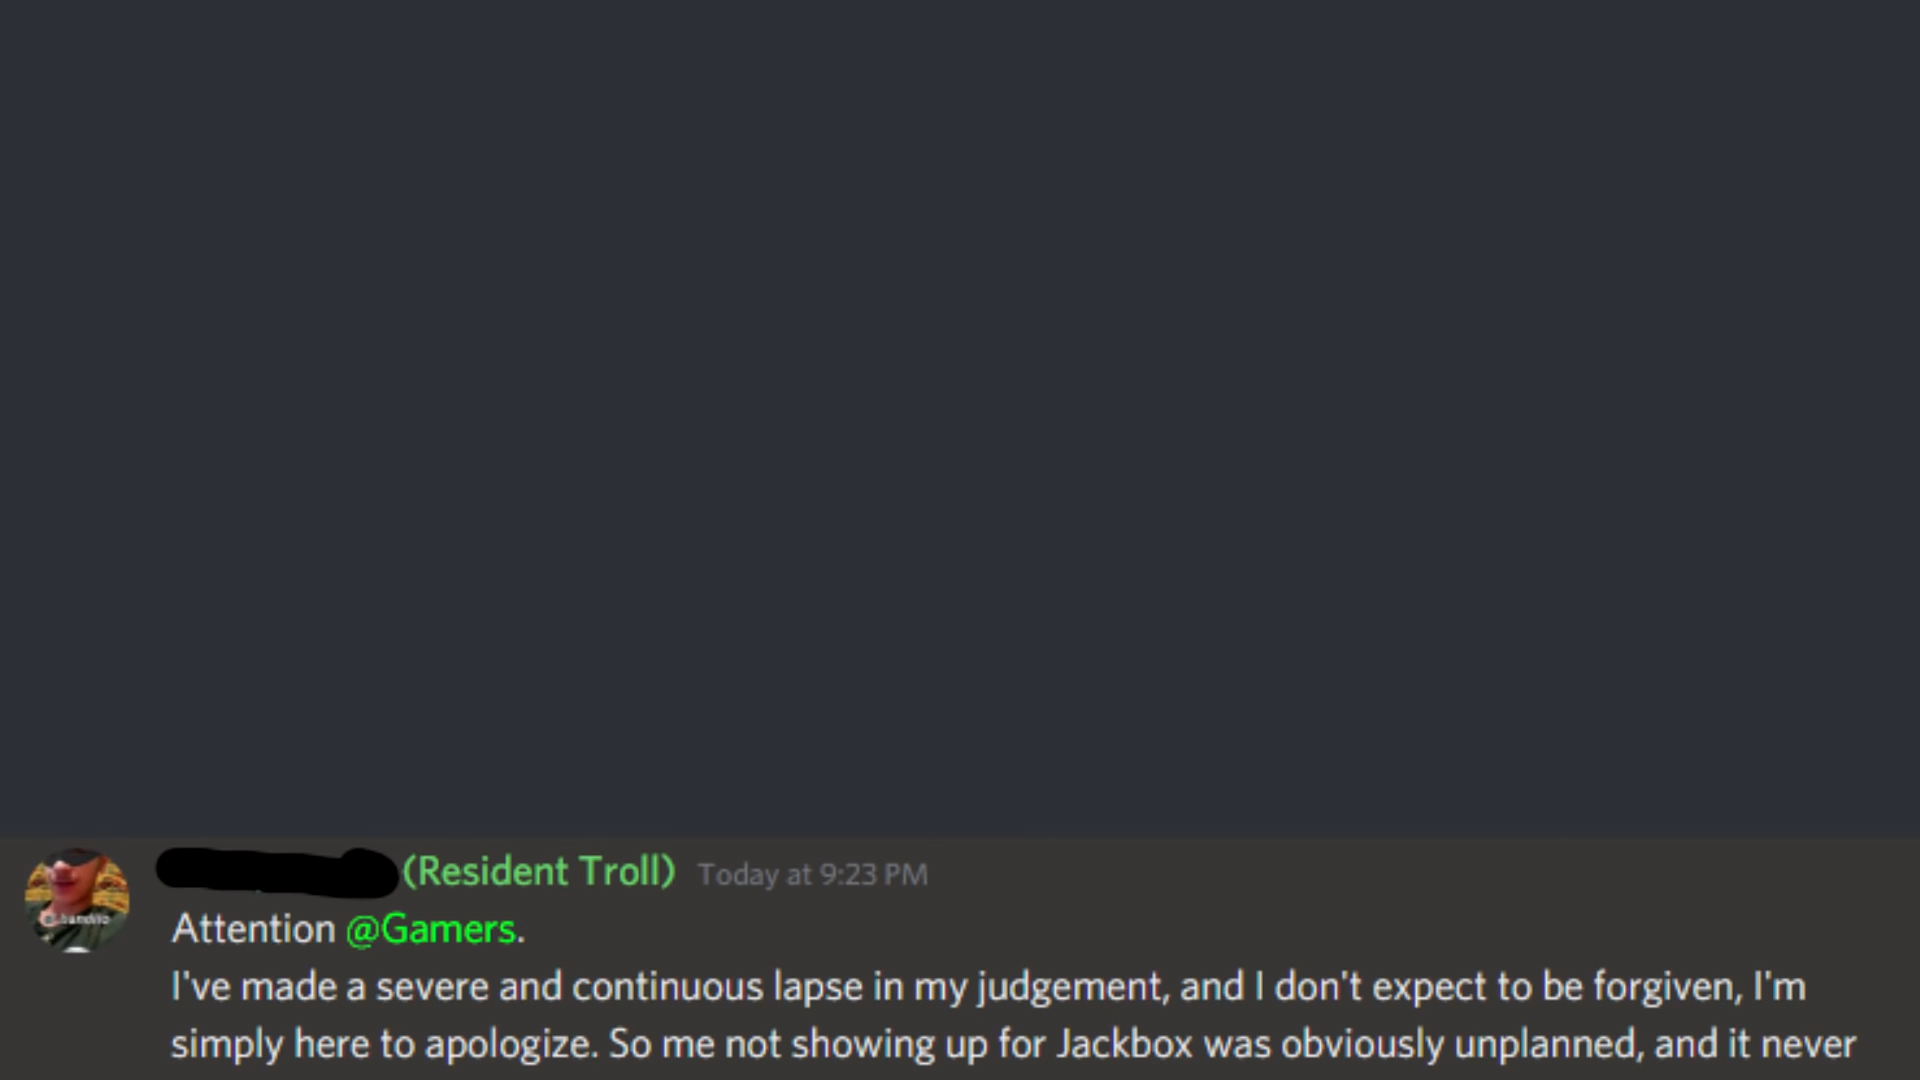 (Resident Troll) Today at 9:23 PM
Attention @Gamers.
I've made a severe and continuous lapse in my judgement, and I don't expect to be forgiven, I'm
simply here to apologize. So me not showing up for Jackbox was obviously unplanned, and it never